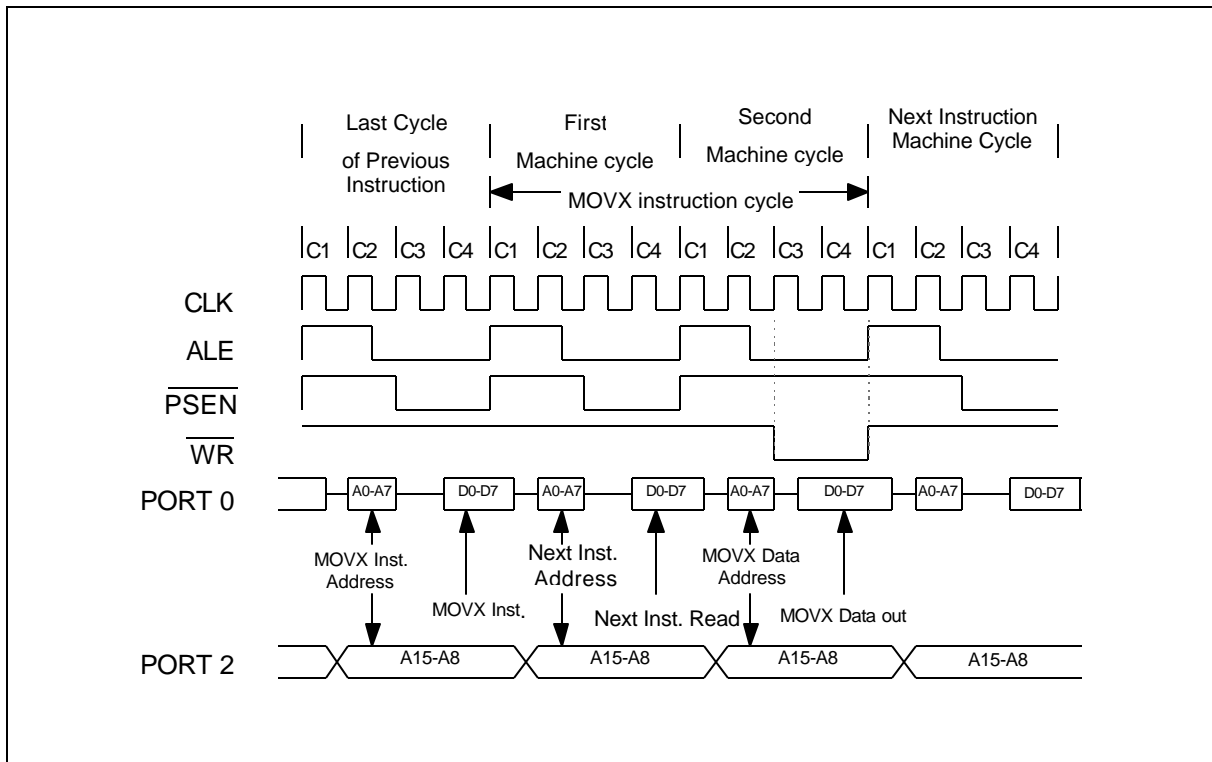 Last Cycle
of Previous
Instruction
First
Machine cycle
Second
Machine cycle
Next Instruction
Machine Cycle
MOVX instruction cycle
C1 C2 C3 C4 C1 C2 C3 C4 C1 C2 C3 C4 C1 C2 C3 C4
CLK
ALE
PSEN
WR
PORT 0
A0-A7 D0-D7 A0-A7 D0-D7 A0-A7 D0-D7 A0-A7 D0-D7
MOVX Inst.
Address
MOVX Inst.
Next Inst.
Address
Next Inst. Read
MOVX Data
Address
MOVX Data out
PORT 2
A15-A8 A15-A8 A15-A8 A15-A8